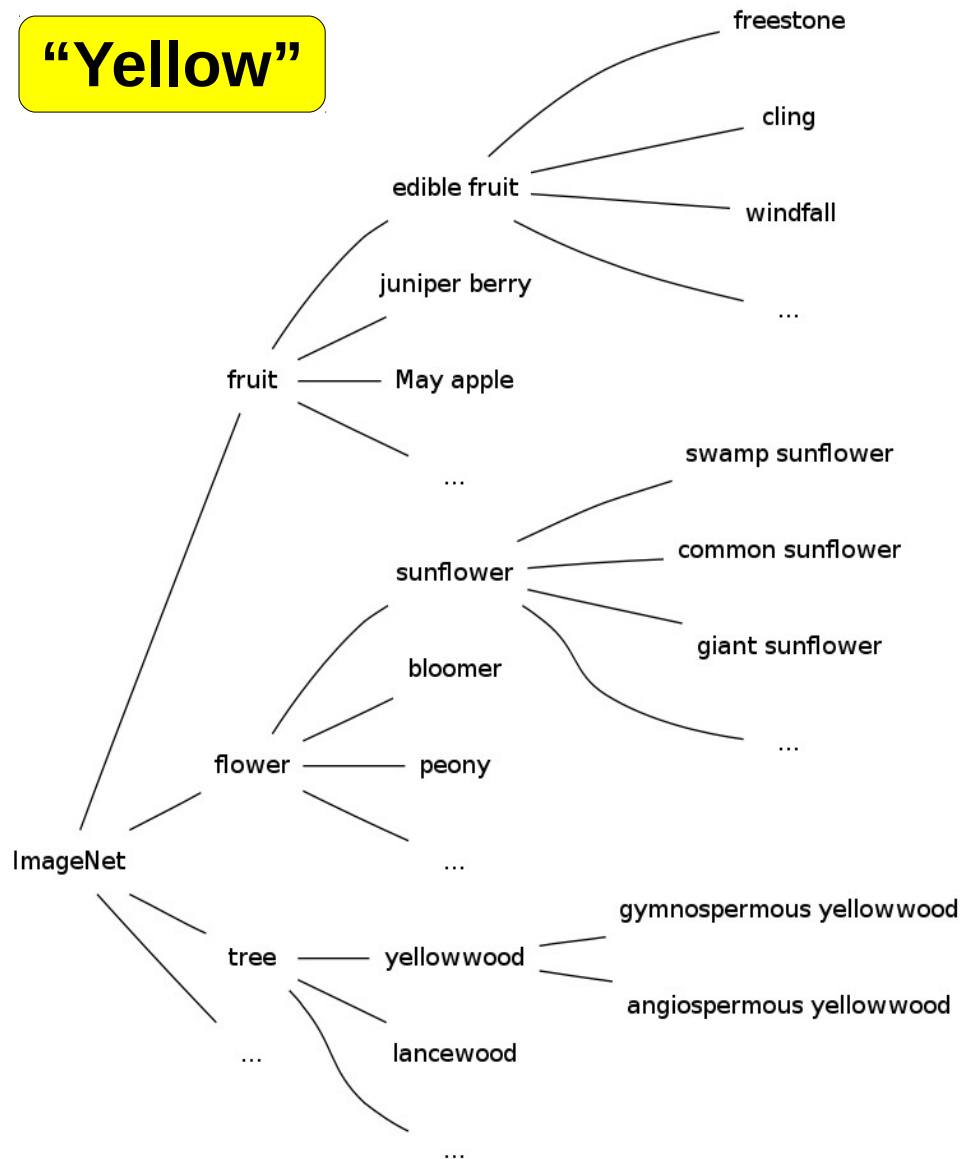 “Yellow”
freestone
cling
edible fruit
windfall
juniper berry
...
fruit
May apple
swamp sunflower
...
common sunflower
sunflower
giant sunflower
bloomer
...
flower
peony
ImageNet
...
gymnospermous yellowwood
tree
yellowwood
angiospermous yellowwood
...
lancewood
...